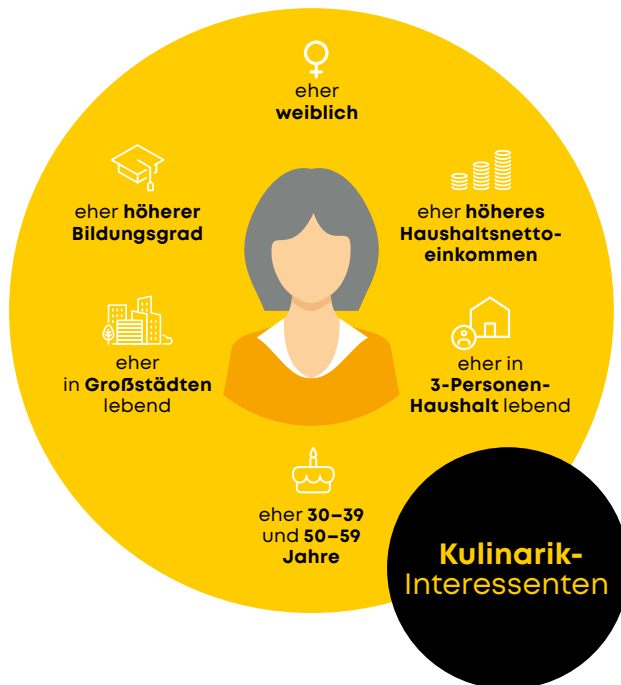 eher
weiblich
eher höherer
Bildungsgrad
eher höheres
Haushaltsnetto-
einkommen
eher
in Großstädten
lebend
eher in
3-Personen-
Haushalt lebend
eher 30–39
und 50–59
Jahre
Kulinarik-
Interessenten